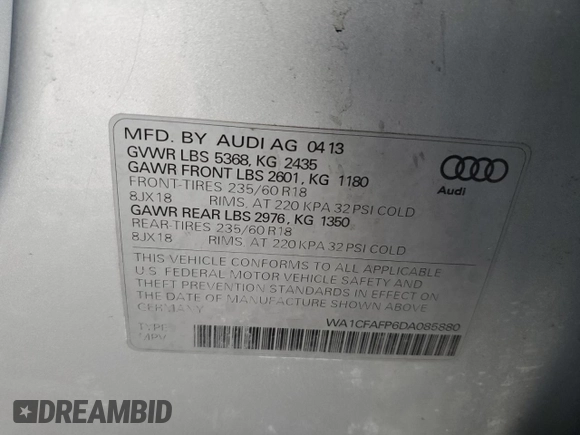 MFD. BY AUDI AG 04 13
GVWR LBS 5368, KG 2435
GAWR FRONT LBS 2601, KG 1180
FRONT-TIRES 235/60 R18
8JX18 RIMS, AT 220 KPA 32 PSI COLD
GAWR REAR LBS 2976, KG 1350
REAR-TIRES 235/60 R18
8JX18 RIMS, AT 220 KPA 32 PSI COLD
Audi
THIS VEHICLE CONFORMS TO ALL APPLICABLE
U.S. FEDERAL MOTOR VEHICLE SAFETY AND
THEFT PREVENTION STANDARDS IN EFFECT ON
THE DATE OF MANUFACTURE SHOWN ABOVE
GERMANY
WA1CFAFP6DA085880
TYPE
MPV
DREAMBID